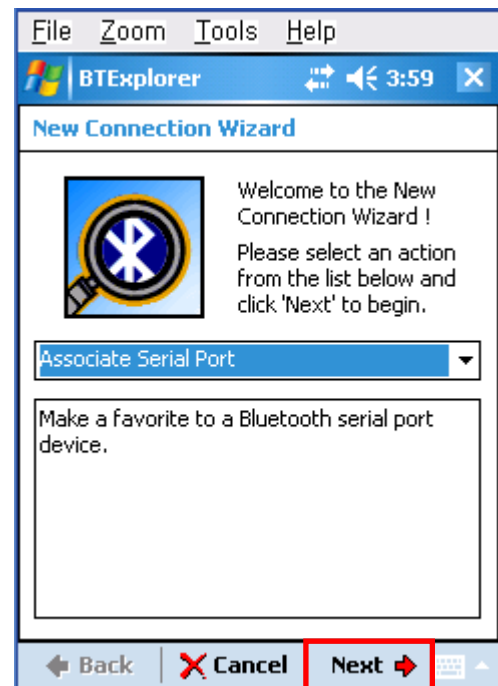 File Zoom Tools Help
BTExplorer 3:59
New Connection Wizard
Welcome to the New
Connection Wizard !
Please select an action
from the list below and
click 'Next' to begin.
Associate Serial Port
Make a favorite to a Bluetooth serial port
device.
Back Cancel Next